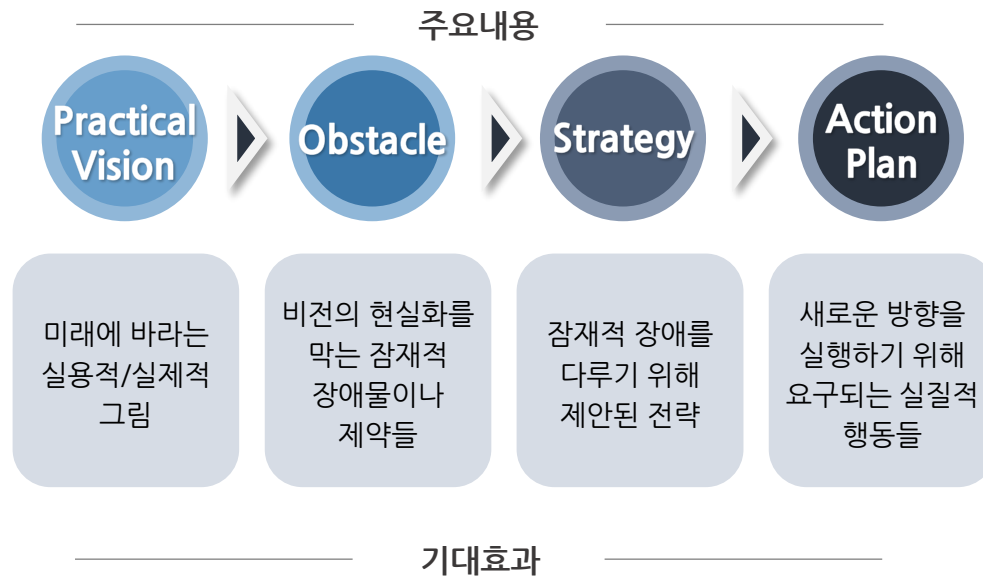 주요내용
Practical
Vision
Obstacle
Strategy
Action
Plan
미래에 바라는
실용적/실제적
그림
비전의 현실화를
막는 잠재적
장애물이나
제약들
잠재적 장애를
다루기 위해
제안된 전략
새로운 방향을
실행하기 위해
요구되는 실질적
행동들
기대효과